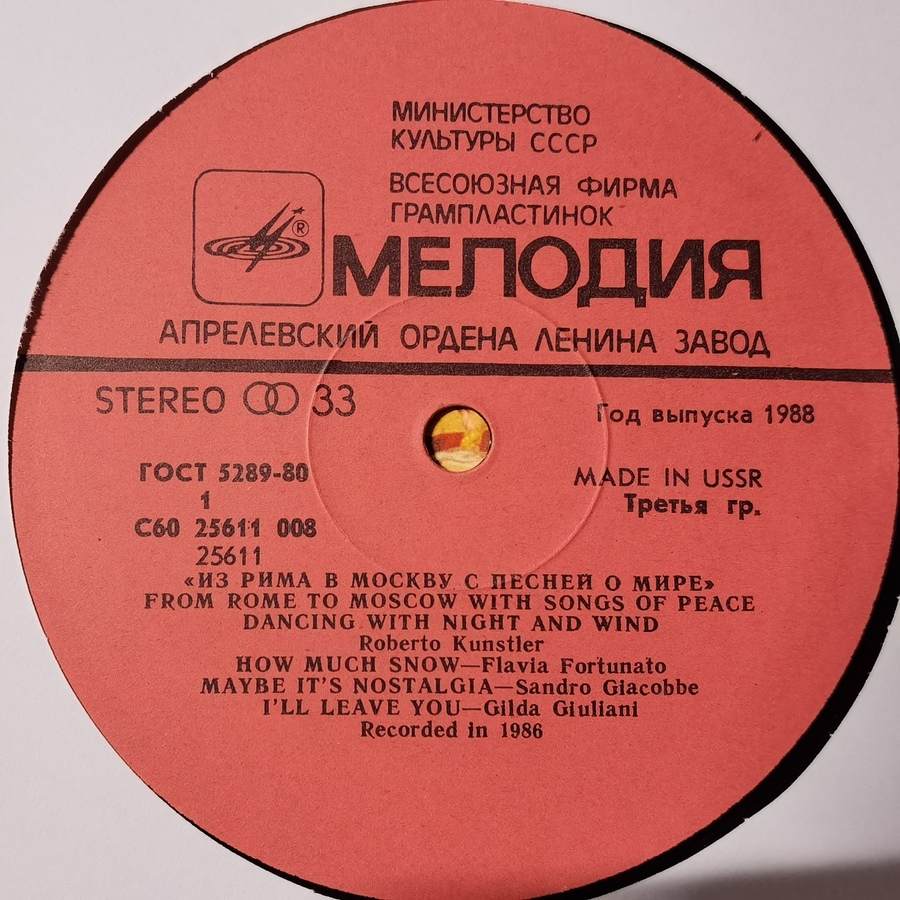 МИНИСТЕРСТВО
КУЛЬТУРЫ СССР
ВСЕСОЮЗНАЯ ФИРМА
ГРАМПЛАСТИНОК
®
МЕЛОДИЯ
АПРЕЛЕВСКИЙ ОРДЕНА ЛЕНИНА ЗАВОД
STEREO 33
Год выпуска 1988
ГОСТ 5289-80
MADE IN USSR
1
Третья гр.
С60 25611 008
25611
«ИЗ РИМА В МОСКВУ С ПЕСНЕЙ О МИРЕ»
FROM ROME TO MOSCOW WITH SONGS OF PEACE
DANCING WITH NIGHT AND WIND
Roberto Kunstler
HOW MUCH SNOW—Flavia Fortunato
MAYBE IT'S NOSTALGIA—Sandro Giacobbe
I'LL LEAVE YOU—Gilda Giuliani
Recorded in 1986